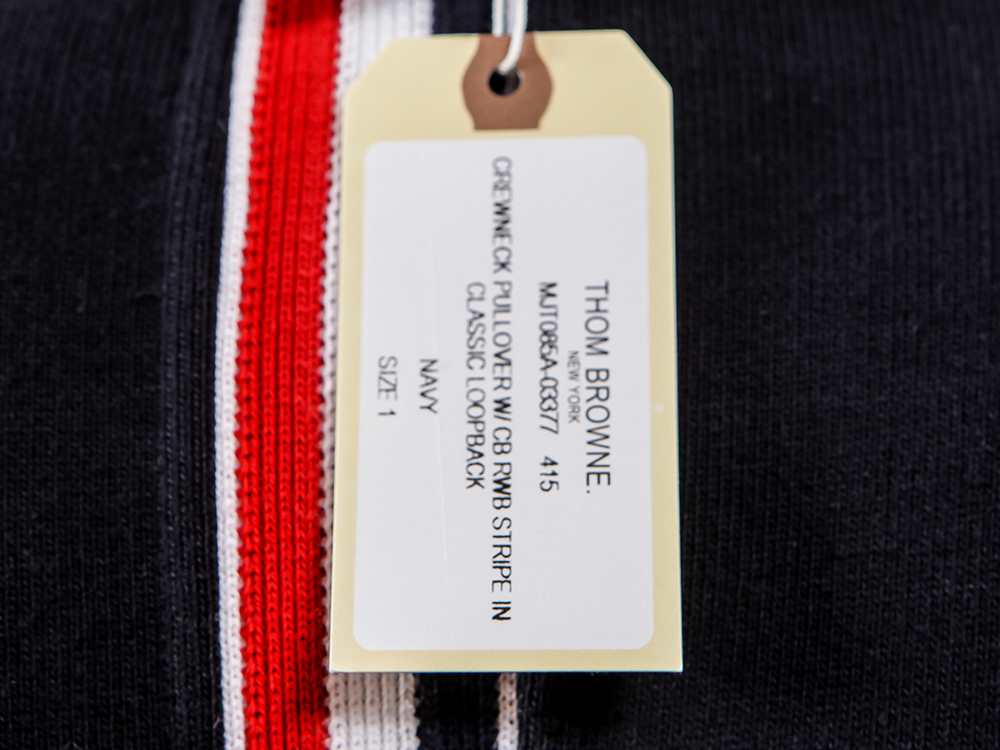 THOM BROWNE.
NEW YORK
MJT085A-03377 415
CREWNECK PULLOVER W/ CB RWB STRIPE IN
CLASSIC LOOPBACK
NAVY
SIZE 1